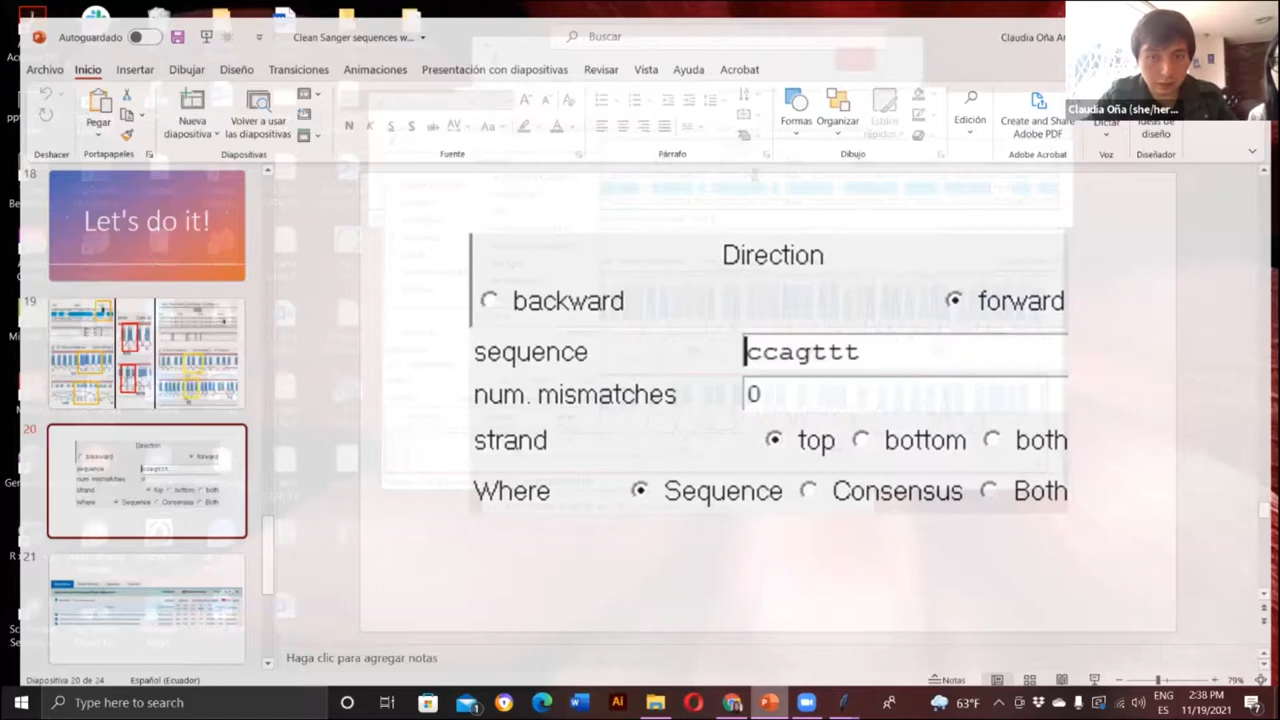 Autoguardado
Clean Sanger sequences w...
Buscar
Claudia Oña Ar
Archivo Inicio Insertar Dibujar Diseño Transiciones Animaciones Presentación con diapositivas Revisar Vista Ayuda Acrobat
Claudia Oña (she/her...
Pegar
Nueva diapositiva
Volver a usar las diapositivas
Formas
Organizar
Estilos rápidos
Edición
Create and Share Adobe PDF
Dictar
Ideas de diseño
Deshacer Portapapeles Diapositivas Fuente Párrafo Dibujo Adobe Acrobat Voz Diseñador
18
Let's do it!
19
20
21
Direction
backward forward
sequence ccagttt
num. mismatches 0
strand top bottom both
Where Sequence Consensus Both
Haga clic para agregar notas
Diapositiva 20 de 24 Español (Ecuador) Notas 79%
Type here to search
63°F
ENG
ES
2:38 PM
11/19/2021